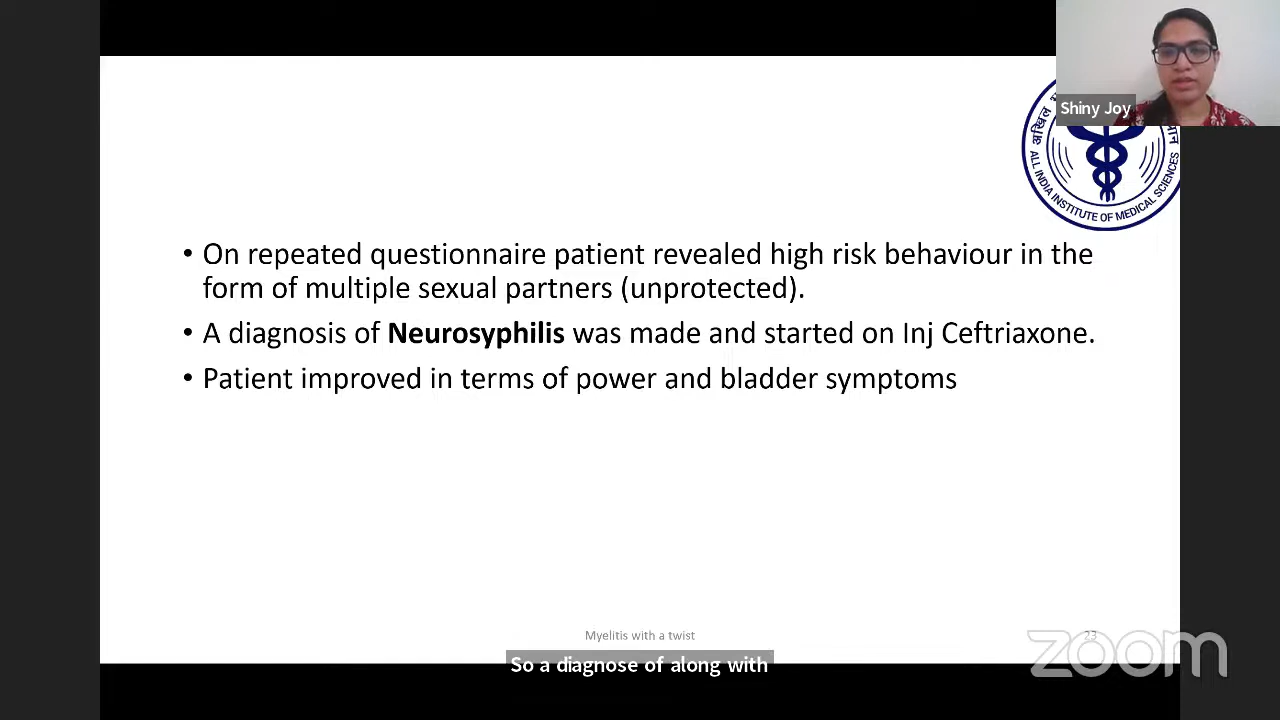 Shiny Joy
ALL INDIA INSTITUTE OF MEDICAL SCIENCES
• On repeated questionnaire patient revealed high risk behaviour in the
form of multiple sexual partners (unprotected).
• A diagnosis of Neurosyphilis was made and started on Inj Ceftriaxone.
• Patient improved in terms of power and bladder symptoms
Myelitis with a twist
23
zoom
So a diagnose of along with